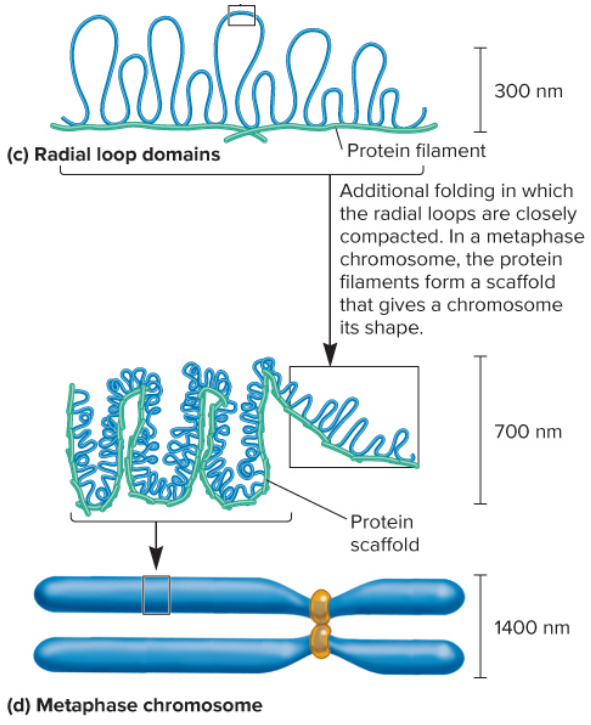 300 nm
Protein filament
(c) Radial loop domains
Additional folding in which
the radial loops are closely
compacted. In a metaphase
chromosome, the protein
filaments form a scaffold
that gives a chromosome
its shape.
700 nm
Protein
scaffold
1400 nm
(d) Metaphase chromosome